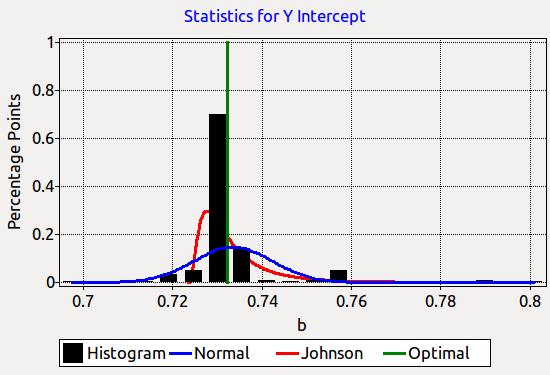 Statistics for Y Intercept
1
0.8
0.6
0.4
0.2
0
Percentage Points
0.7 0.72 0.74 0.76 0.78 0.8
b
Histogram Normal Johnson Optimal